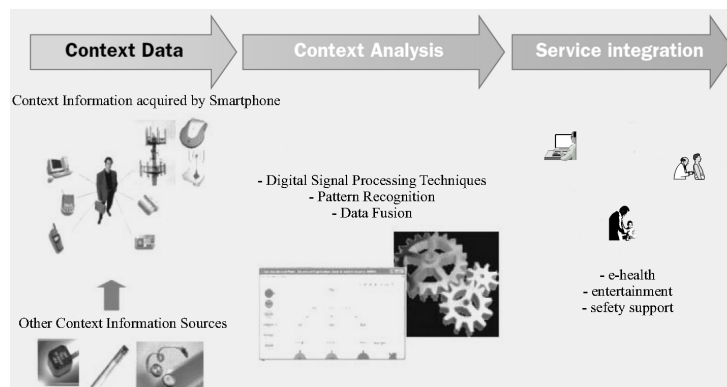 Context Data
Context Analysis
Service integration
Context Information acquired by Smartphone
- Digital Signal Processing Techniques
- Pattern Recognition
- Data Fusion
- e-health
- entertainment
- sefety support
Other Context Information Sources